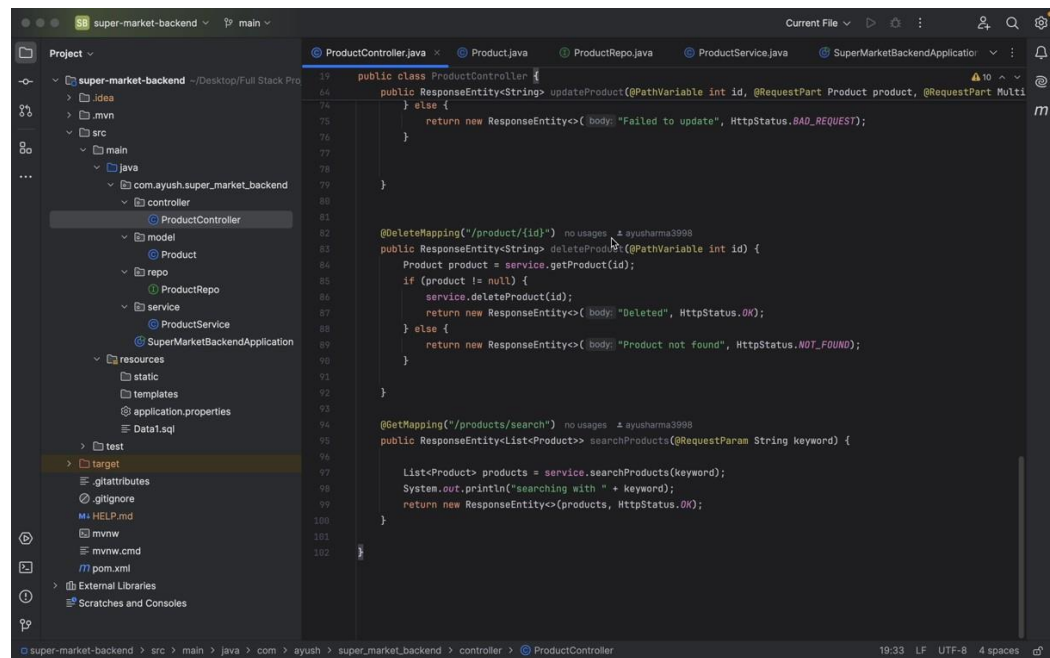 SB super-market-backend main Current File
Project
ProductController.java Product.java ProductRepo.java ProductService.java SuperMarketBackendApplication
super-market-backend ~/Desktop/Full Stack Pro
.idea
.mvn
src
main
java
com.ayush.super_market_backend
controller
ProductController
model
Product
repo
ProductRepo
service
ProductService
SuperMarketBackendApplication
resources
static
templates
application.properties
Data1.sql
test
target
.gitattributes
.gitignore
HELP.md
mvnw
mvnw.cmd
pom.xml
External Libraries
Scratches and Consoles
19 public class ProductController { 10
64 public ResponseEntity<String> updateProduct(@PathVariable int id, @RequestPart Product product, @RequestPart Multi
74 } else {
75 return new ResponseEntity<>( body: "Failed to update", HttpStatus.BAD_REQUEST);
76 }
77
78
79 }
80
81
82 @DeleteMapping("/product/{id}") no usages ayusharma3998
83 public ResponseEntity<String> deleteProduct(@PathVariable int id) {
84 Product product = service.getProduct(id);
85 if (product != null) {
86 service.deleteProduct(id);
87 return new ResponseEntity<>( body: "Deleted", HttpStatus.OK);
88 } else {
89 return new ResponseEntity<>( body: "Product not found", HttpStatus.NOT_FOUND);
90 }
91
92 }
93
94 @GetMapping("/products/search") no usages ayusharma3998
95 public ResponseEntity<List<Product>> searchProducts(@RequestParam String keyword) {
96
97 List<Product> products = service.searchProducts(keyword);
98 System.out.println("searching with " + keyword);
99 return new ResponseEntity<>(products, HttpStatus.OK);
100 }
101
102 }
super-market-backend > src > main > java > com > ayush > super_market_backend > controller > ProductController 19:33 LF UTF-8 4 spaces